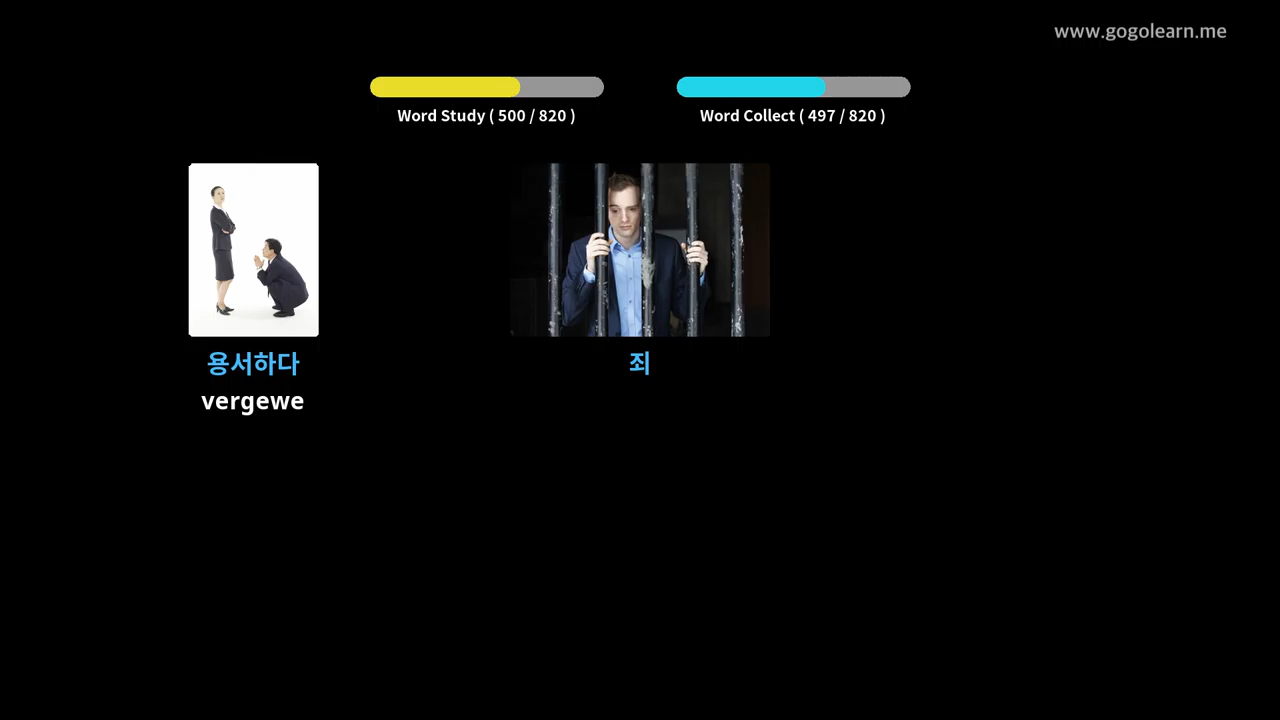 www.gogolearn.me
Word Study ( 500 / 820 )
Word Collect ( 497 / 820 )
용서하다
vergewe
죄